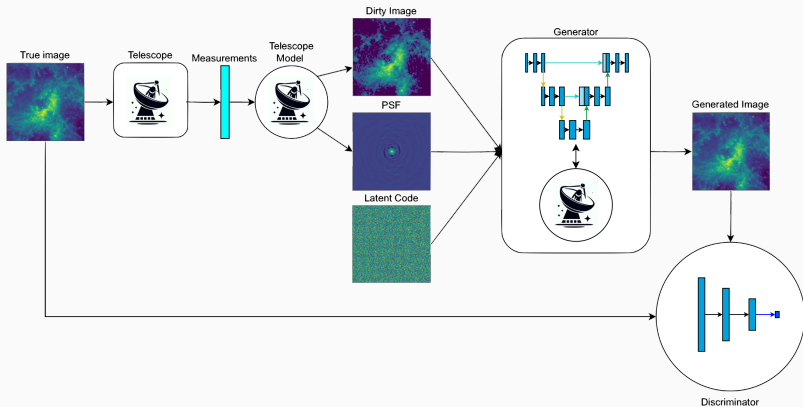 True image
Telescope
Measurements
Telescope
Model
Dirty Image
PSF
Latent Code
Generator
Generated Image
Discriminator